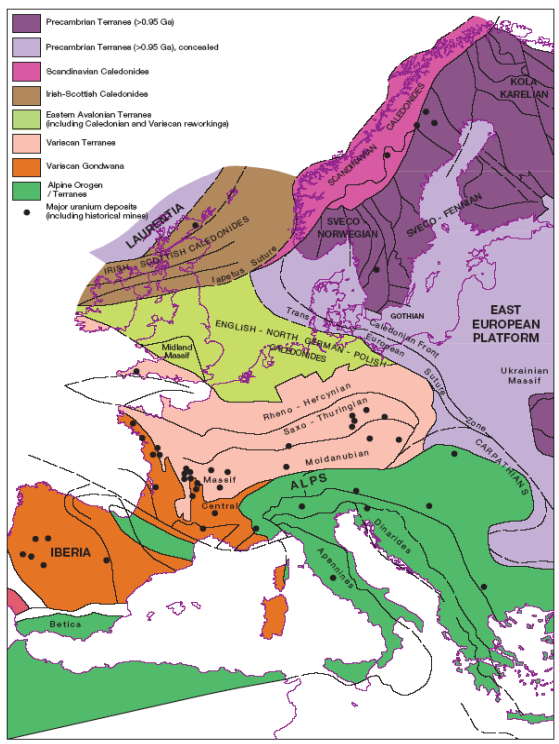 Precambrian Terranes (>0.95 Ga)
Precambrian Terranes (>0.95 Ga), concealed
Scandinavian Caledonides
Irish-Scottish Caledonides
Eastern Avalonian Terranes
(including Caledonian and Variscan reworkings)
Variscan Terranes
Variscan Gondwana
Alpine Orogen
/ Terranes
Major uranium deposits
(including historical mines)
KOLA
KARELIAN
SCANDINAVIAN CALEDONIDES
LAURENTIA
SVECO -
NORWEGIAN
SVECO - FENNIAN
IRISH - SCOTTISH CALEDONIDES
Iapetus Suture
GOTHIAN
EAST
EUROPEAN
PLATFORM
Caledonian Front
Trans - European Suture Zone
ENGLISH - NORTH GERMAN - POLISH
CALEDONIDES
Midland
Massif
Ukrainian
Massif
Rheno - Hercynian
Saxo - Thuringian
Moldanubian
CARPATHIANS
Massif
Central
ALPS
Dinarides
Apennines
IBERIA
Betica